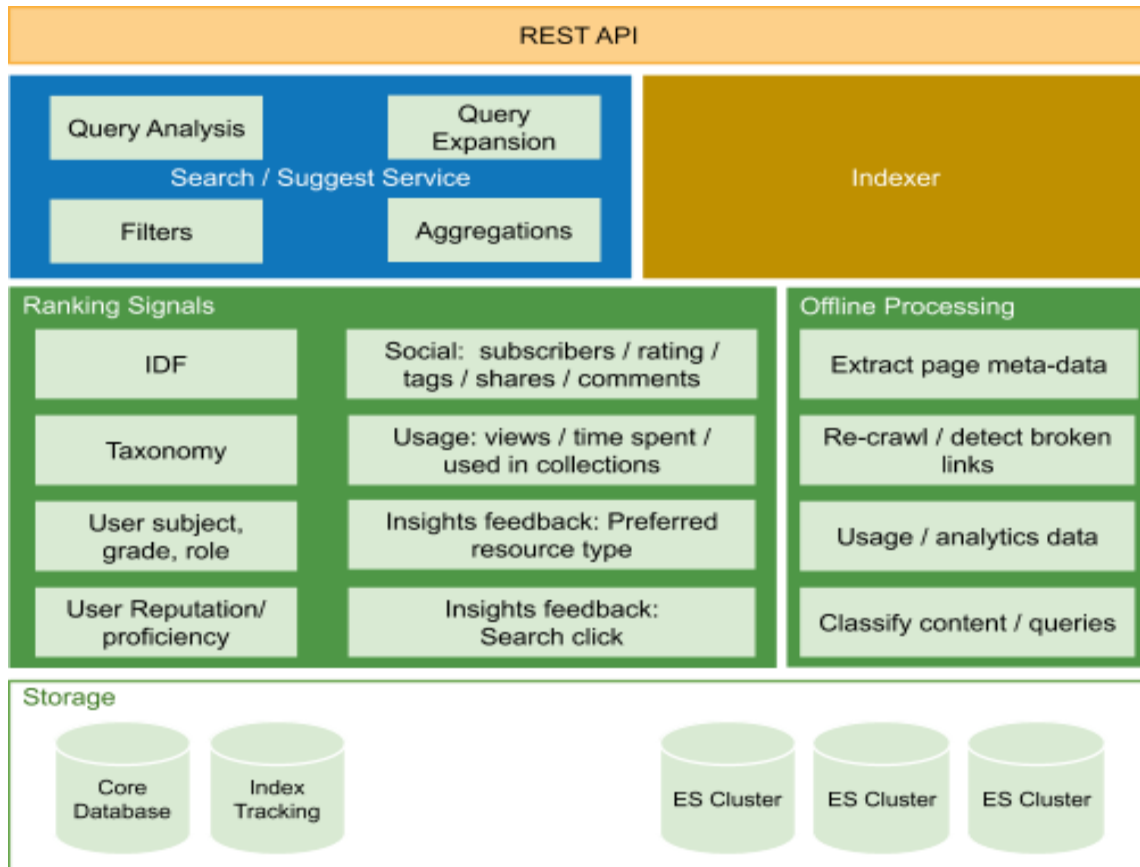 REST API
Query Analysis
Query
Expansion
Search / Suggest Service
Filters
Aggregations
Indexer
Ranking Signals
IDF
Social:  subscribers / rating /
tags / shares / comments
Taxonomy
Usage: views / time spent /
used in collections
User subject,
grade, role
Insights feedback: Preferred
resource type
User Reputation/
proficiency
Insights feedback:
Search click
Offline Processing
Extract page meta-data
Re-crawl / detect broken
links
Usage / analytics data
Classify content / queries
Storage
Core
Database
Index
Tracking
ES Cluster
ES Cluster
ES Cluster